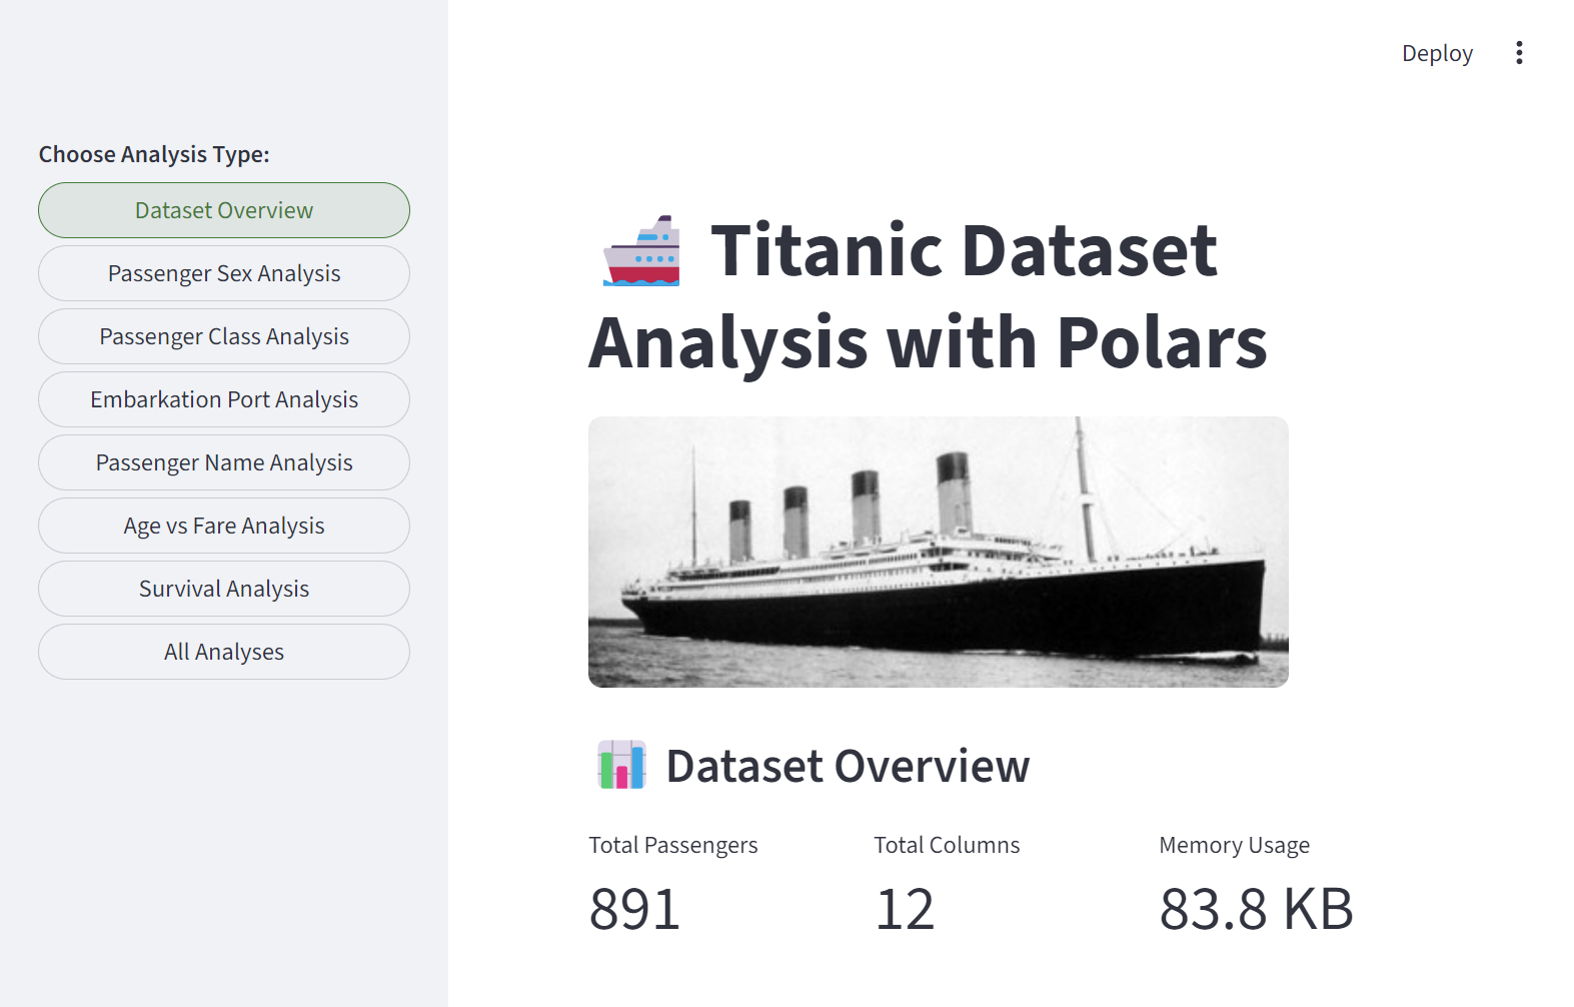 Deploy
Choose Analysis Type:
Dataset Overview
Passenger Sex Analysis
Passenger Class Analysis
Embarkation Port Analysis
Passenger Name Analysis
Age vs Fare Analysis
Survival Analysis
All Analyses
Titanic Dataset
Analysis with Polars
Dataset Overview
Total Passengers
891
Total Columns
12
Memory Usage
83.8 KB